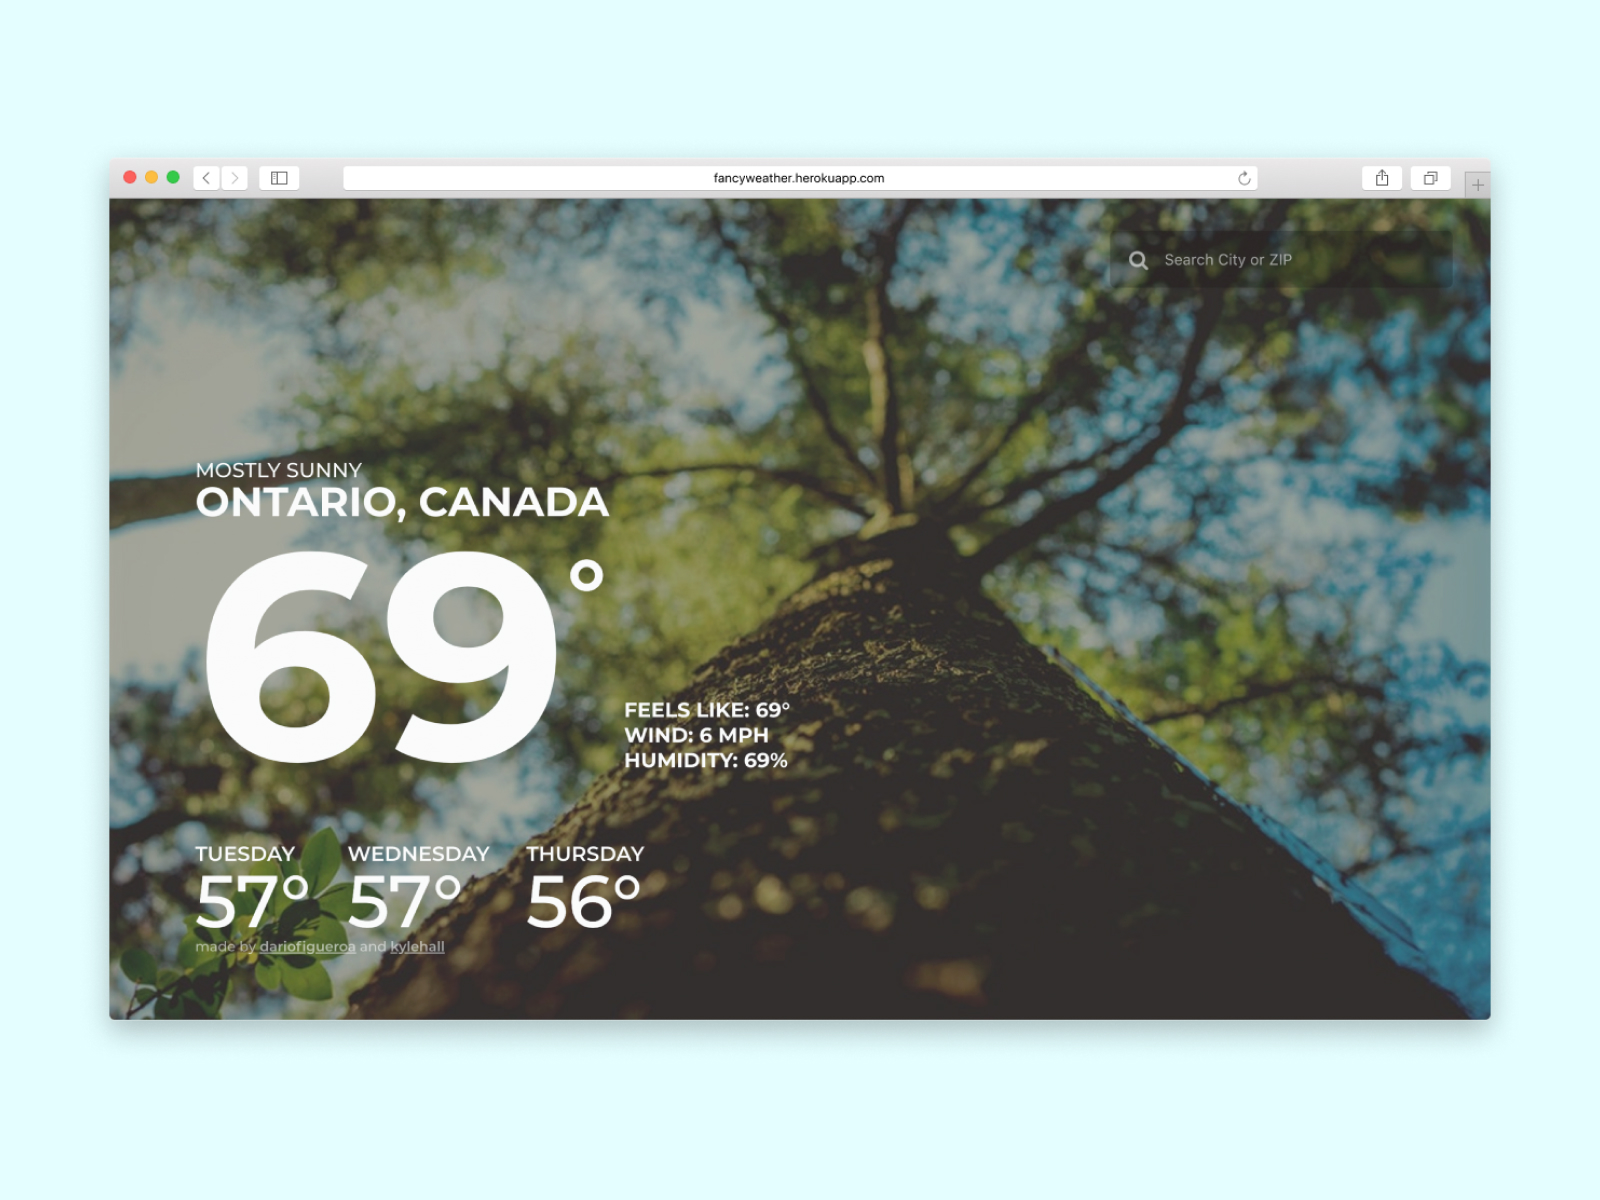 fancyweather.herokuapp.com
Search City or ZIP
MOSTLY SUNNY
ONTARIO, CANADA
69°
FEELS LIKE: 69°
WIND: 6 MPH
HUMIDITY: 69%
TUESDAY WEDNESDAY THURSDAY
57° 57° 56°
made by dariofigueroa and kylehall